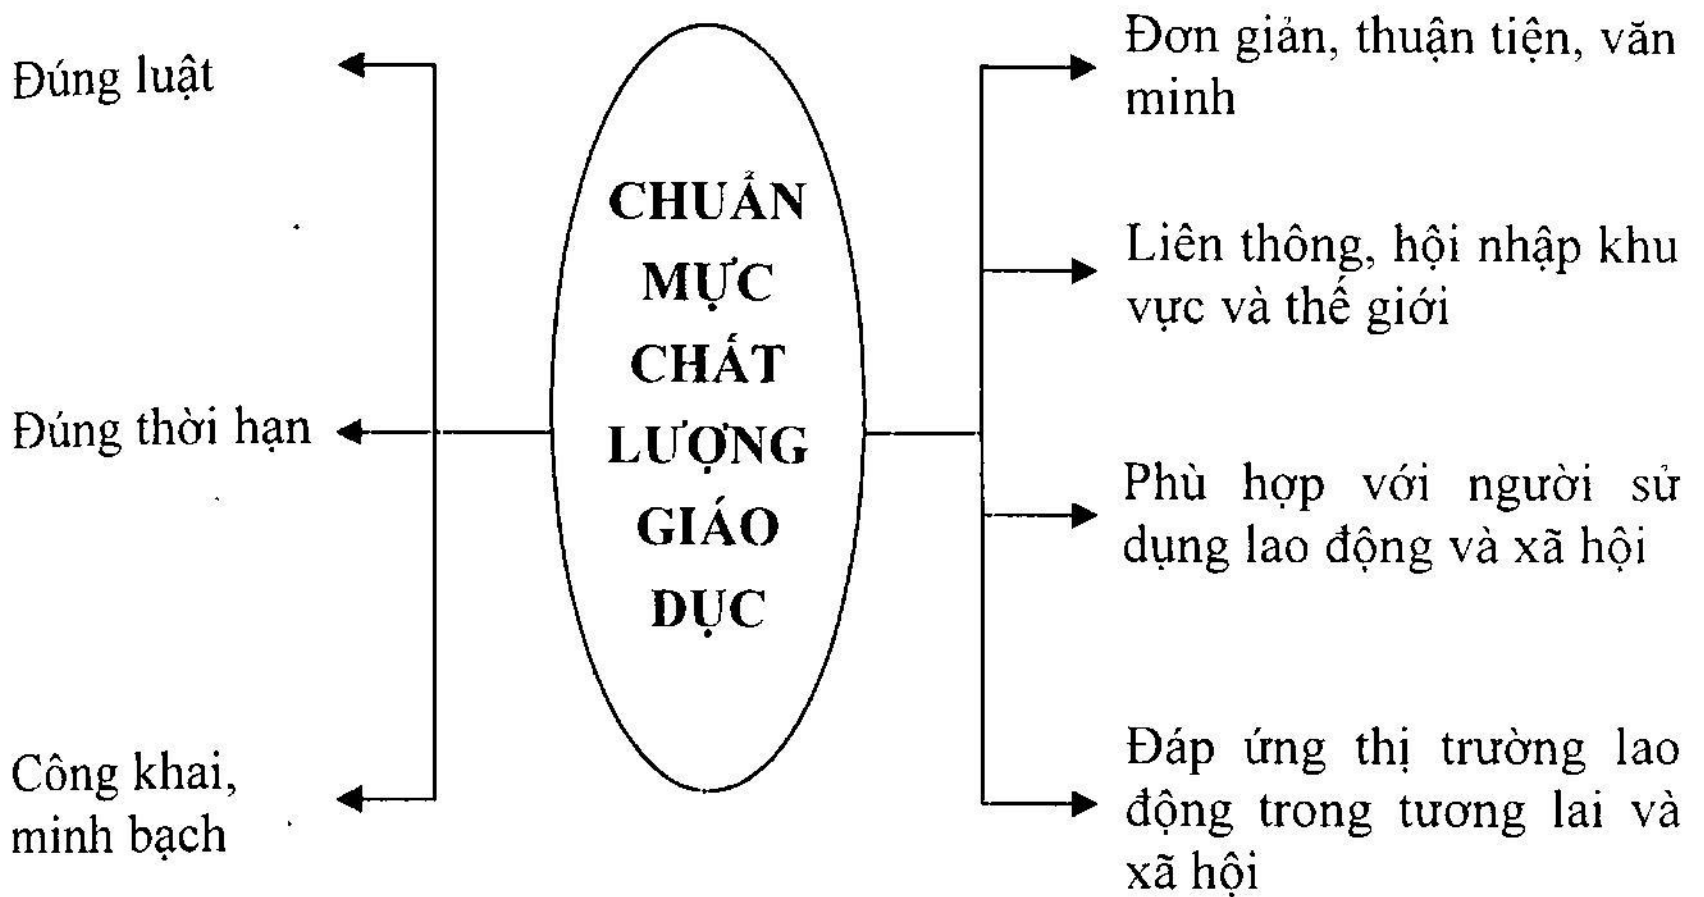 Đúng luật
Đúng thời hạn
Công khai,
minh bạch
CHUẨN
MỰC
CHẤT
LƯỢNG
GIÁO
DỤC
Đơn giản, thuận tiện, văn
minh
Liên thông, hội nhập khu
vực và thế giới
Phù hợp với người sử
dụng lao động và xã hội
Đáp ứng thị trường lao
động trong tương lai và
xã hội